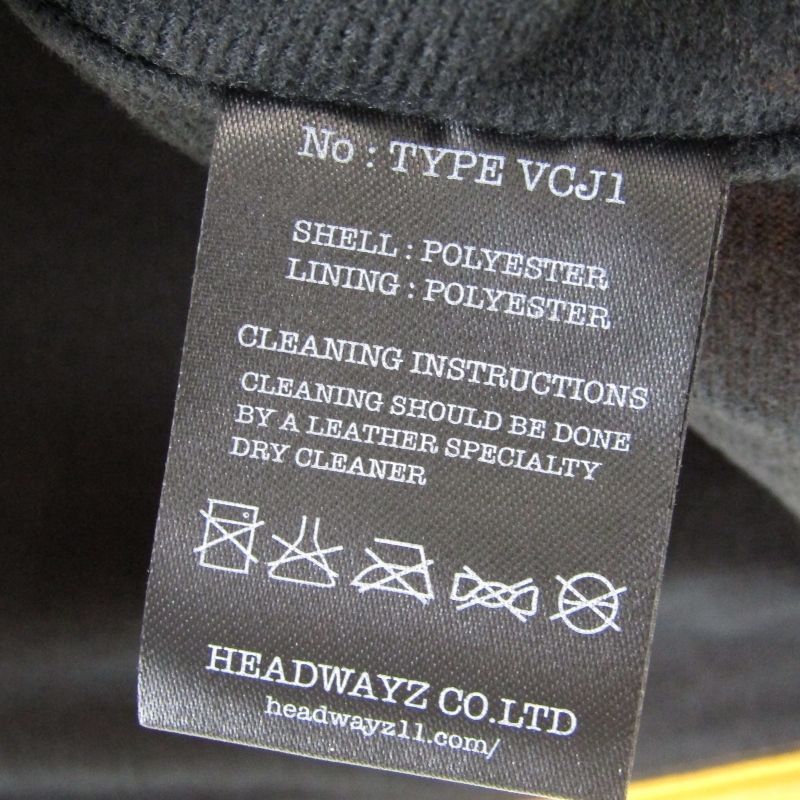 No : TYPE VCJ1
SHELL : POLYESTER
LINING : POLYESTER
CLEANING INSTRUCTIONS
CLEANING SHOULD BE DONE
BY A LEATHER SPECIALTY
DRY CLEANER
HEADWAYZ CO.LTD
headwayz11.com/